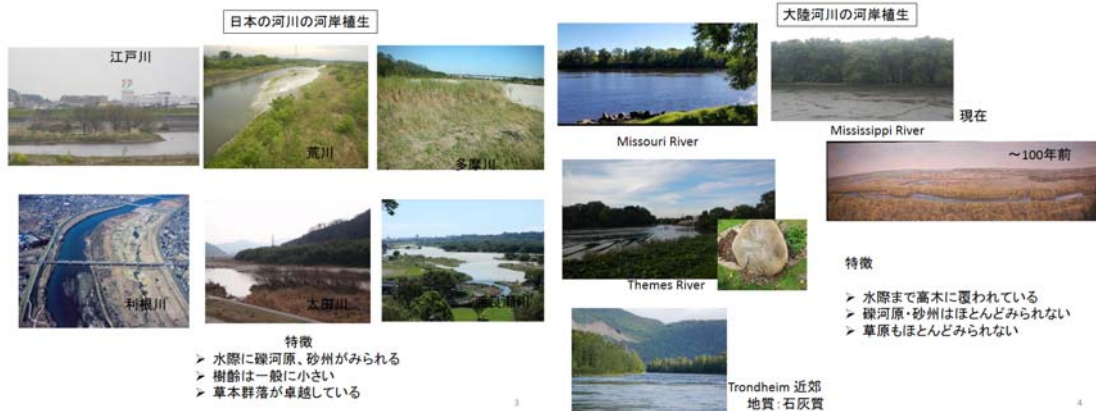 日本の河川の河岸植生
江戸川
荒川
多摩川
利根川
太田川
特徴
➢ 水際に礫河原、砂州がみられる
➢ 樹齢は一般に小さい
➢ 草本群落が卓越している
3
大陸河川の河岸植生
Missouri River
Mississippi River
現在
～100年前
Themes River
特徴
➢ 水際まで高木に覆われている
➢ 礫河原・砂州はほとんどみられない
➢ 草原もほとんどみられない
Trondheim 近郊
地質:石灰質
4